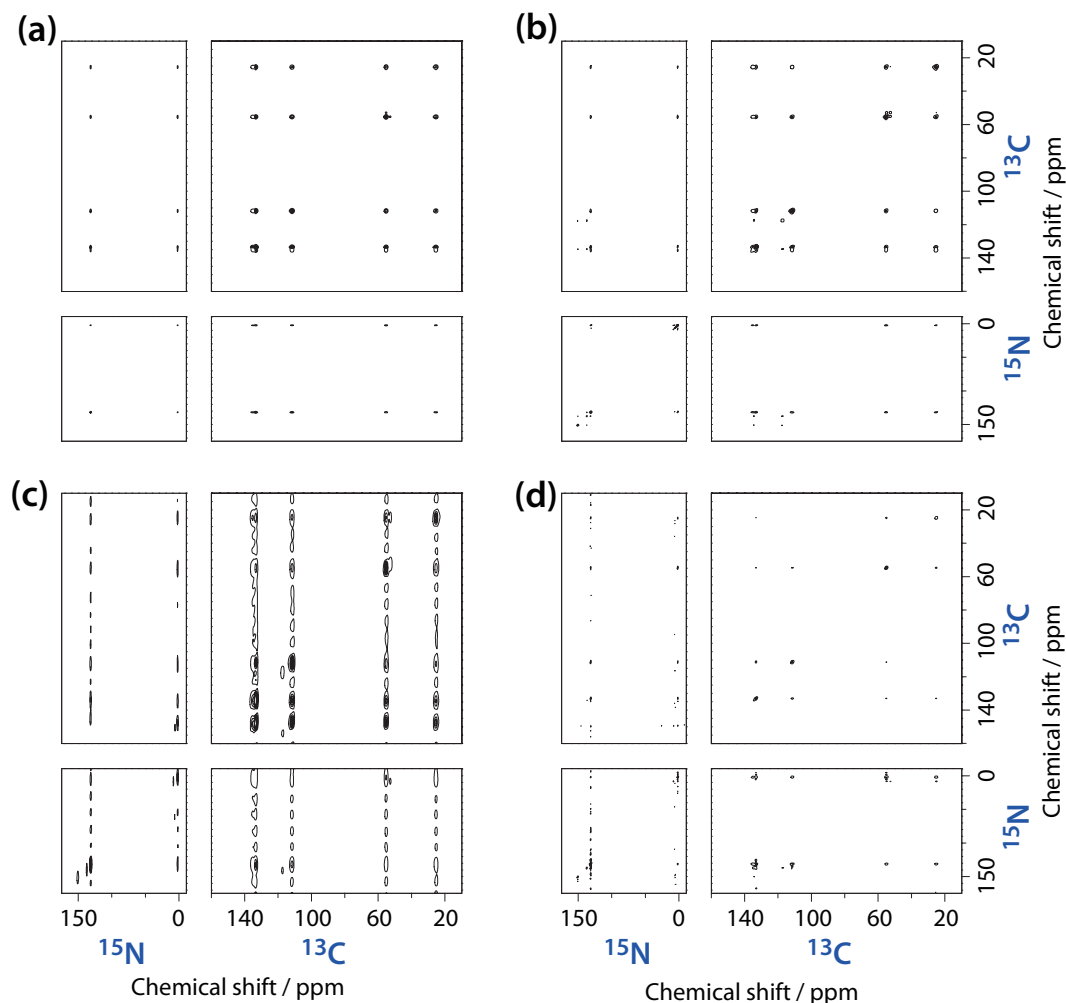 (a)
(b)
20
60
100
140
13C
Chemical shift / ppm
0
150
15N
(c)
(d)
20
60
100
140
13C
Chemical shift / ppm
0
150
15N
150 0 140 100 60 20
150 0 140 100 60 20
15N 13C
15N 13C
Chemical shift / ppm
Chemical shift / ppm